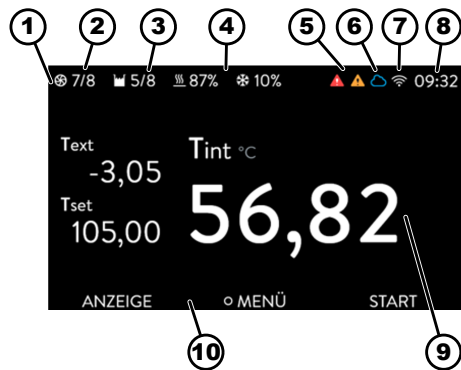 1 2 3 4 5 6 7 8
7/8 5/8 87% 10% 09:32
Text
-3,05
Tint °C
56,82
Tset
105,00
ANZEIGE MENÜ START
10 9